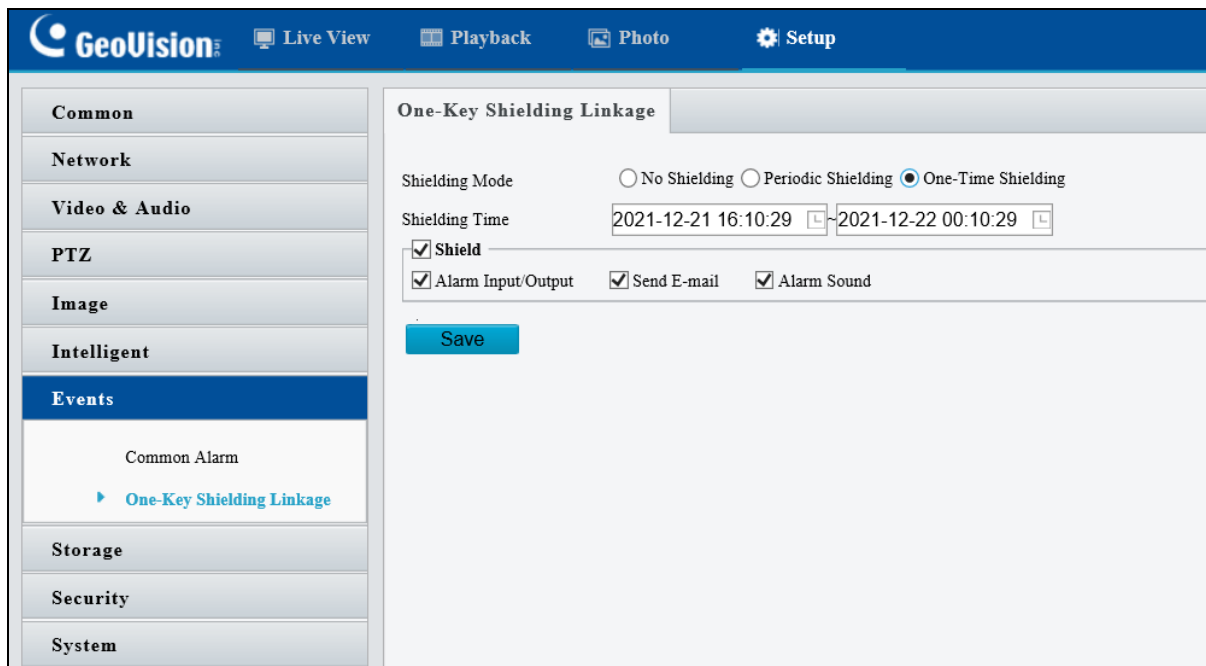 GeoVision
Live View
Playback
Photo
Setup
Common
Network
Video & Audio
PTZ
Image
Intelligent
Events
Common Alarm
One-Key Shielding Linkage
Storage
Security
System
One-Key Shielding Linkage
Shielding Mode No Shielding Periodic Shielding One-Time Shielding
Shielding Time 2021-12-21 16:10:29 ~ 2021-12-22 00:10:29
Shield
Alarm Input/Output Send E-mail Alarm Sound
Save